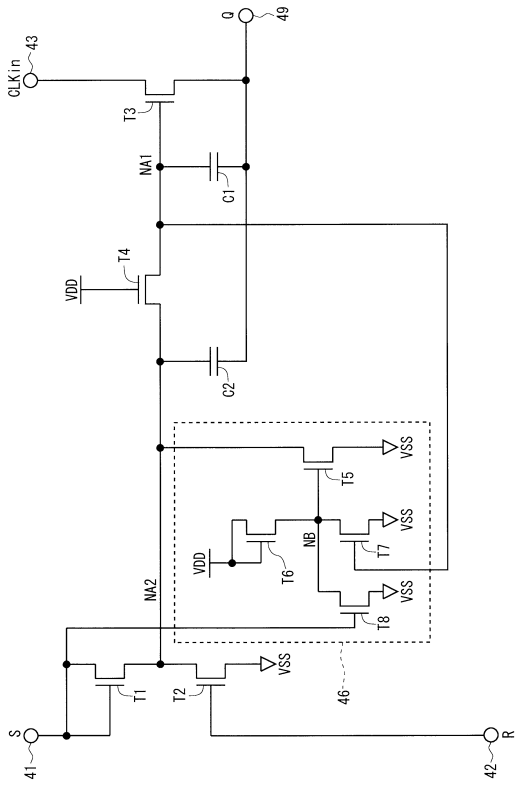 Q
49
CLKin
43
T3
NA1
C1
T4
VDD
C2
VSS
T5
VDD
T6
NB
VSS
T7
NA2
VSS
T8
46
T1
T2
VSS
S
41
42
R